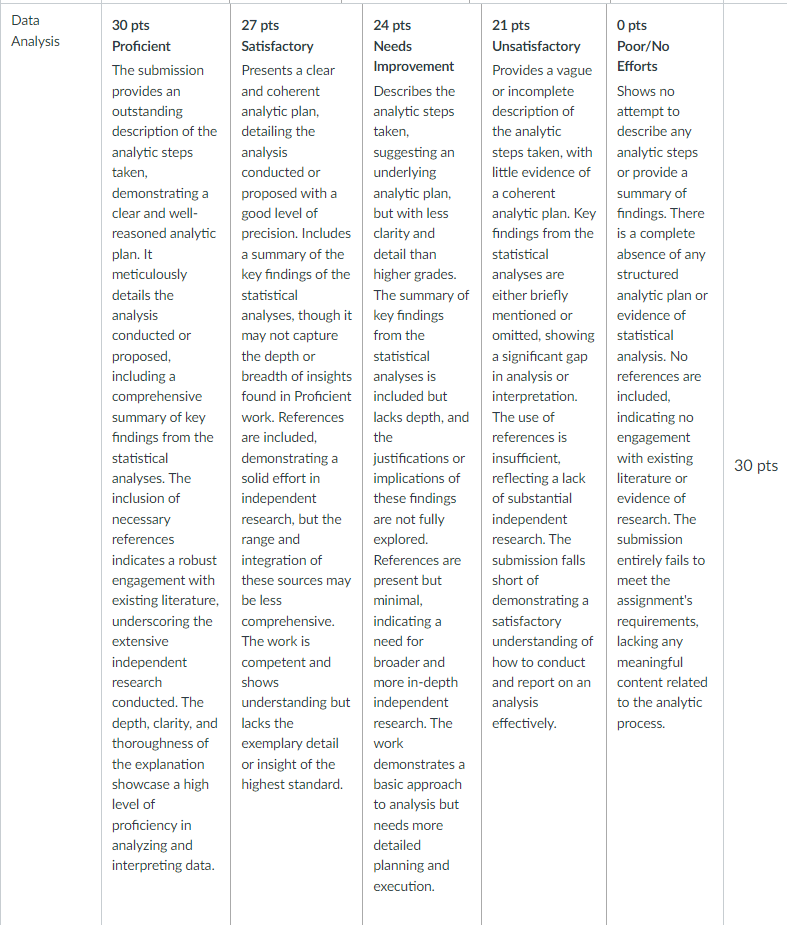 Data
Analysis
30 pts
Proficient
The submission
provides an
outstanding
description of the
analytic steps
taken,
demonstrating a
clear and well-
reasoned analytic
plan. It
meticulously
details the
analysis
conducted or
proposed,
including a
comprehensive
summary of key
findings from the
statistical
analyses. The
inclusion of
necessary
references
indicates a robust
engagement with
existing literature,
underscoring the
extensive
independent
research
conducted. The
depth, clarity, and
thoroughness of
the explanation
showcase a high
level of
proficiency in
analyzing and
interpreting data.
27 pts
Satisfactory
Presents a clear
and coherent
analytic plan,
detailing the
analysis
conducted or
proposed with a
good level of
precision. Includes
a summary of the
key findings of the
statistical
analyses, though it
may not capture
the depth or
breadth of insights
found in Proficient
work. References
are included,
demonstrating a
solid effort in
independent
research, but the
range and
integration of
these sources may
be less
comprehensive.
The work is
competent and
shows
understanding but
lacks the
exemplary detail
or insight of the
highest standard.
24 pts
Needs
Improvement
Describes the
analytic steps
taken,
suggesting an
underlying
analytic plan,
but with less
clarity and
detail than
higher grades.
The summary of
key findings
from the
statistical
analyses is
included but
lacks depth, and
the
justifications or
implications of
these findings
are not fully
explored.
References are
present but
minimal,
indicating a
need for
broader and
more in-depth
independent
research. The
work
demonstrates a
basic approach
to analysis but
needs more
detailed
planning and
execution.
21 pts
Unsatisfactory
Provides a vague
or incomplete
description of
the analytic
steps taken, with
little evidence of
a coherent
analytic plan. Key
findings from the
statistical
analyses are
either briefly
mentioned or
omitted, showing
a significant gap
in analysis or
interpretation.
The use of
references is
insufficient,
reflecting a lack
of substantial
independent
research. The
submission falls
short of
demonstrating a
satisfactory
understanding of
how to conduct
and report on an
analysis
effectively.
0 pts
Poor/No
Efforts
Shows no
attempt to
describe any
analytic steps
or provide a
summary of
findings. There
is a complete
absence of any
structured
analytic plan or
evidence of
statistical
analysis. No
references are
included,
indicating no
engagement
with existing
literature or
evidence of
research. The
submission
entirely fails to
meet the
assignment's
requirements,
lacking any
meaningful
content related
to the analytic
process.
30 pts